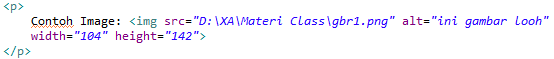 <p>
Contoh Image: <img src="D:\XA\Materi Class\gbr1.png" alt="ini gambar looh"
width="104" height="142">
</p>